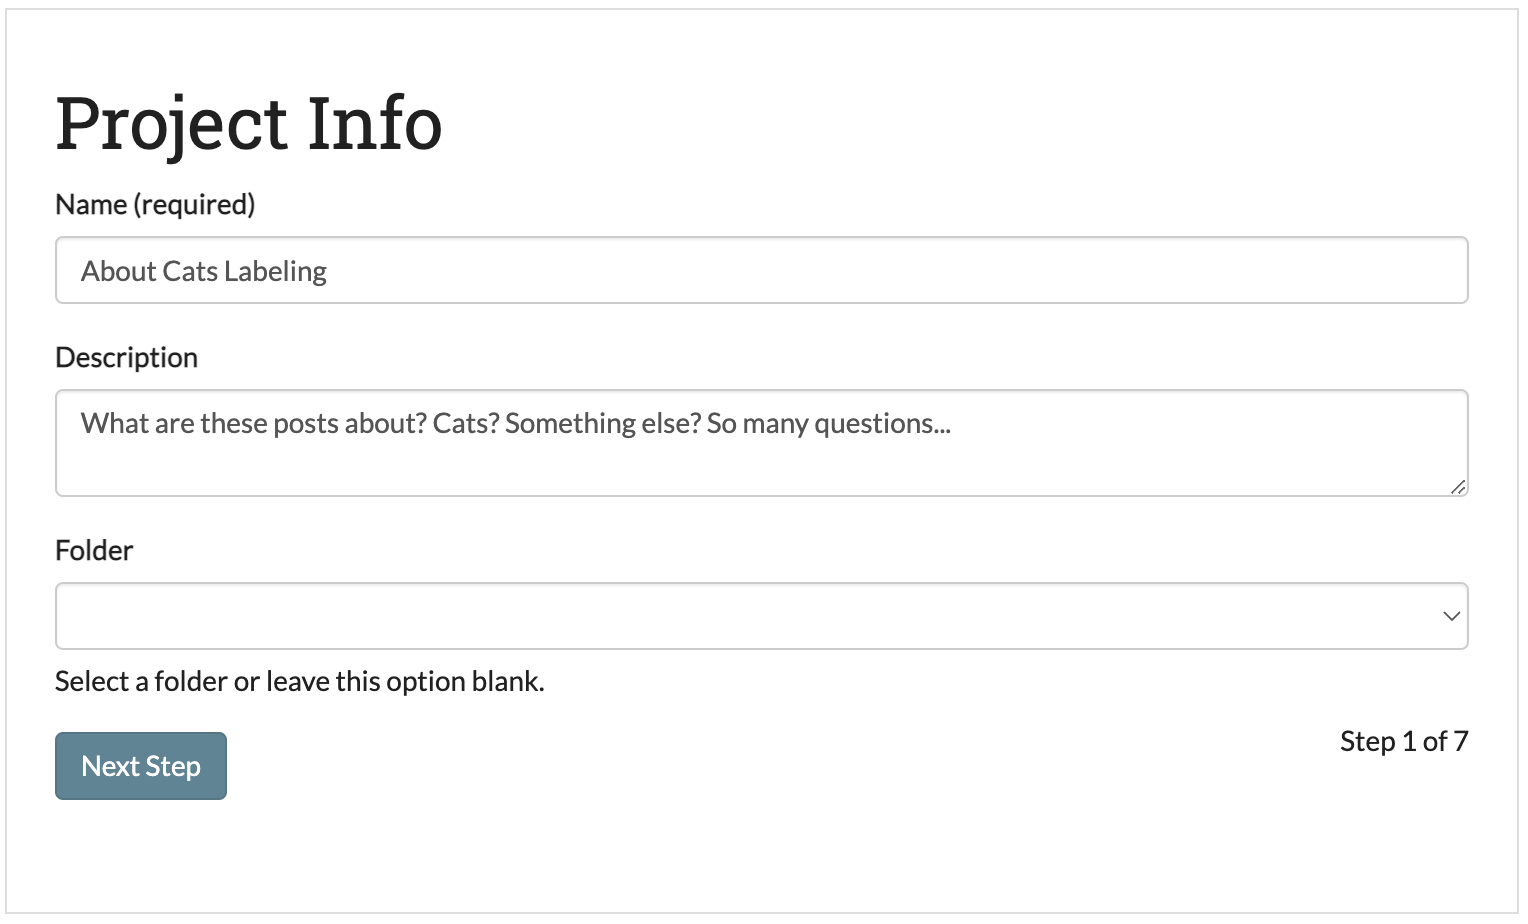 Project Info
Name (required)
About Cats Labeling
Description
What are these posts about? Cats? Something else? So many questions...
Folder
Select a folder or leave this option blank.
Next Step
Step 1 of 7